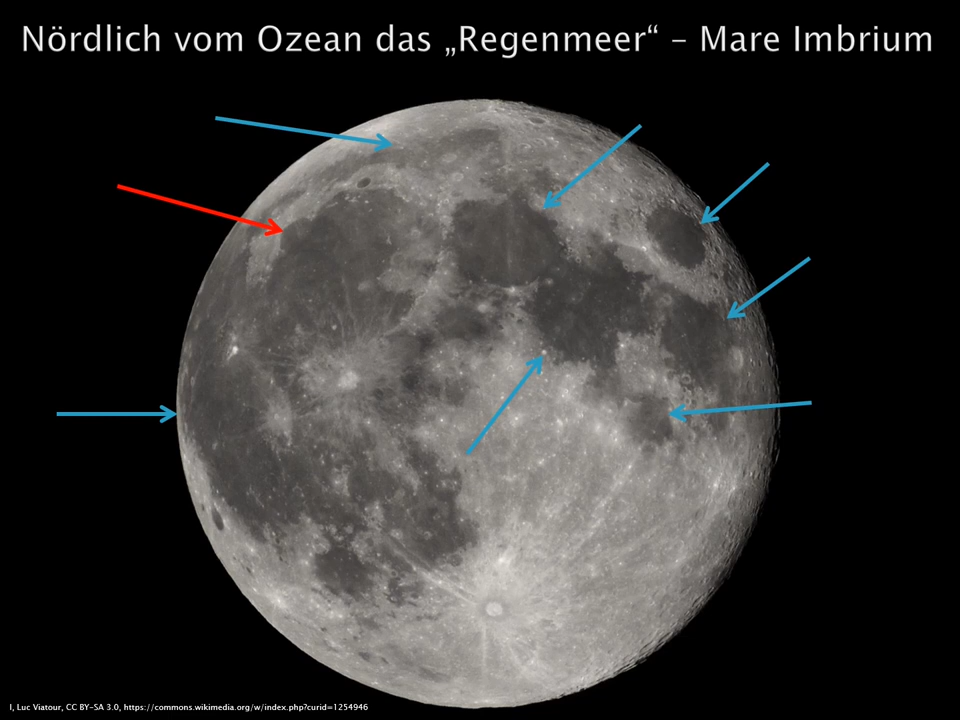 Nördlich vom Ozean das „Regenmeer“ – Mare Imbrium
I, Luc Viatour, CC BY-SA 3.0, https://commons.wikimedia.org/w/index.php?curid=1254946